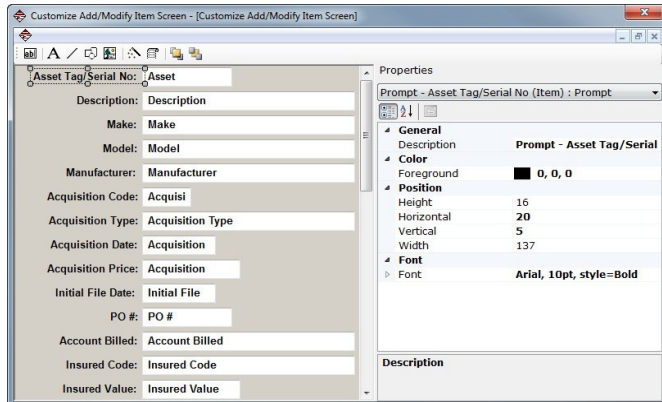 Customize Add/Modify Item Screen - [Customize Add/Modify Item Screen]
abl A
Asset Tag/Serial No: Asset
Description: Description
Make: Make
Model: Model
Manufacturer: Manufacturer
Acquisition Code: Acquisi
Acquisition Type: Acquisition Type
Acquisition Date: Acquisition
Acquisition Price: Acquisition
Initial File Date: Initial File
PO #: PO #
Account Billed: Account Billed
Insured Code: Insured Code
Insured Value: Insured Value
Properties
Prompt - Asset Tag/Serial No (Item) : Prompt
General
Description Prompt - Asset Tag/Serial
Color
Foreground 0, 0, 0
Position
Height 16
Horizontal 20
Vertical 5
Width 137
Font
Font Arial, 10pt, style=Bold
Description